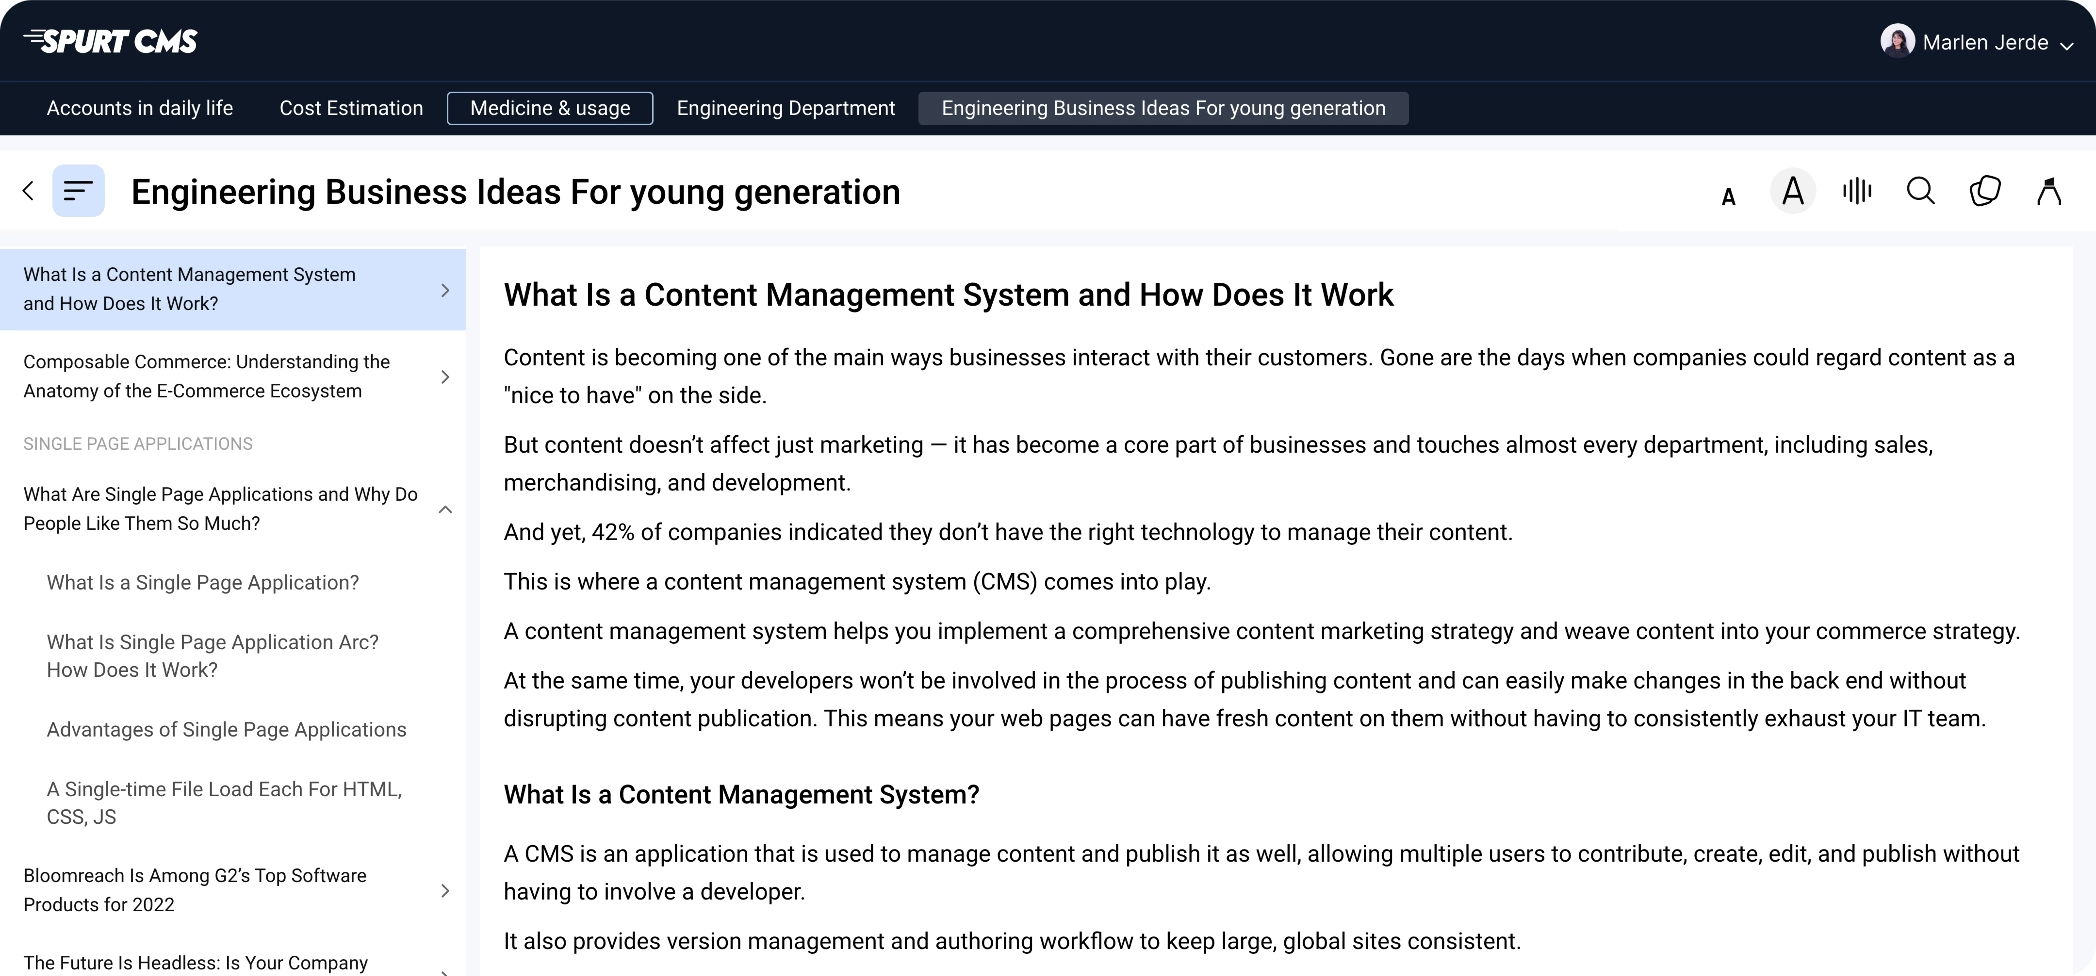 SPURT CMS
Marlen Jerde
Accounts in daily life
Cost Estimation
Medicine & usage
Engineering Department
Engineering Business Ideas For young generation
Engineering Business Ideas For young generation
A
A
What Is a Content Management System
and How Does It Work?
Composable Commerce: Understanding the
Anatomy of the E-Commerce Ecosystem
SINGLE PAGE APPLICATIONS
What Are Single Page Applications and Why Do
People Like Them So Much?
What Is a Single Page Application?
What Is Single Page Application Arc?
How Does It Work?
Advantages of Single Page Applications
A Single-time File Load Each For HTML,
CSS, JS
Bloomreach Is Among G2’s Top Software
Products for 2022
The Future Is Headless: Is Your Company
What Is a Content Management System and How Does It Work
Content is becoming one of the main ways businesses interact with their customers. Gone are the days when companies could regard content as a
"nice to have" on the side.
But content doesn’t affect just marketing — it has become a core part of businesses and touches almost every department, including sales,
merchandising, and development.
And yet, 42% of companies indicated they don’t have the right technology to manage their content.
This is where a content management system (CMS) comes into play.
A content management system helps you implement a comprehensive content marketing strategy and weave content into your commerce strategy.
At the same time, your developers won’t be involved in the process of publishing content and can easily make changes in the back end without
disrupting content publication. This means your web pages can have fresh content on them without having to consistently exhaust your IT team.
What Is a Content Management System?
A CMS is an application that is used to manage content and publish it as well, allowing multiple users to contribute, create, edit, and publish without
having to involve a developer.
It also provides version management and authoring workflow to keep large, global sites consistent.